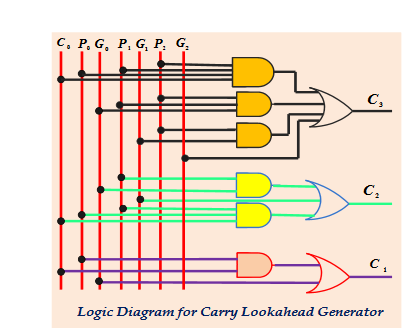 C₀ P₀ G₀ P₁ G₁ P₂ G₂
C₃
C₂
C₁
Logic Diagram for Carry Lookahead Generator